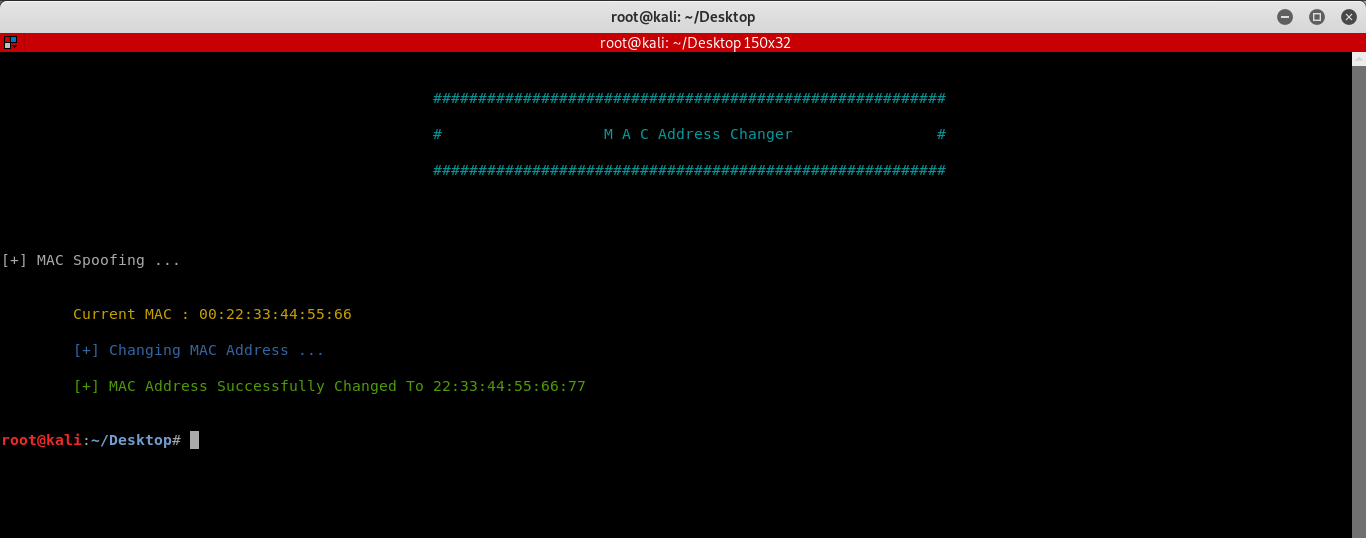 root@kali: ~/Desktop
root@kali: ~/Desktop 150x32
#########################################################
# M A C Address Changer #
#########################################################
[+] MAC Spoofing ...
Current MAC : 00:22:33:44:55:66
[+] Changing MAC Address ...
[+] MAC Address Successfully Changed To 22:33:44:55:66:77
root@kali:~/Desktop#